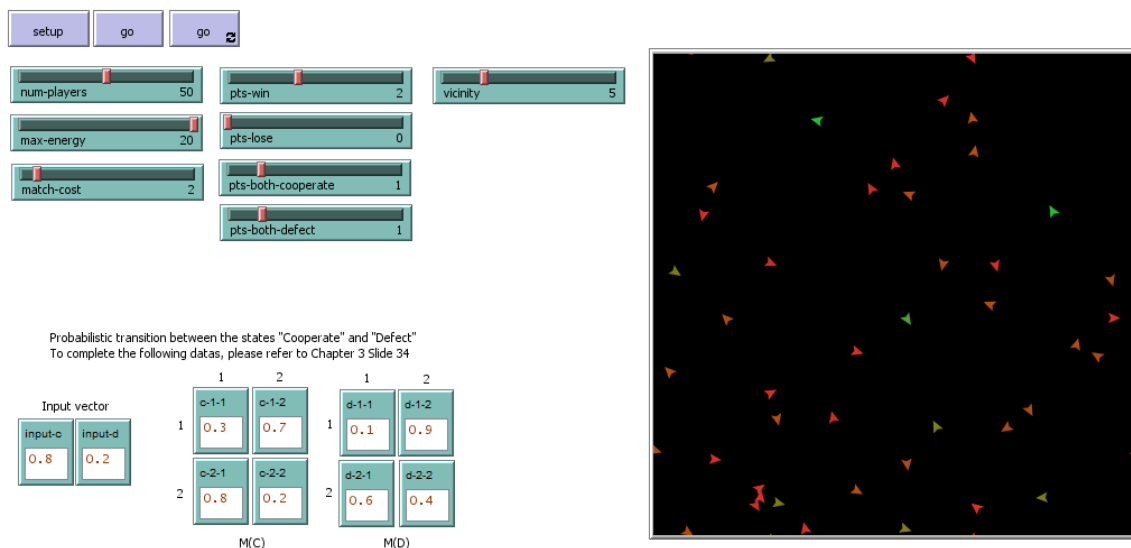 setup go go
num-players 50 pts-win 2 vicinity 5
max-energy 20 pts-lose 0
match-cost 2 pts-both-cooperate 1
pts-both-defect 1
Probabilistic transition between the states "Cooperate" and "Defect"
To complete the following datas, please refer to Chapter 3 Slide 34
1 2 1 2
Input vector
input-c input-d
0.8 0.2
1 c-1-1 c-1-2 1 d-1-1 d-1-2
0.3 0.7 0.1 0.9
2 c-2-1 c-2-2 2 d-2-1 d-2-2
0.8 0.2 0.6 0.4
M(C) M(D)